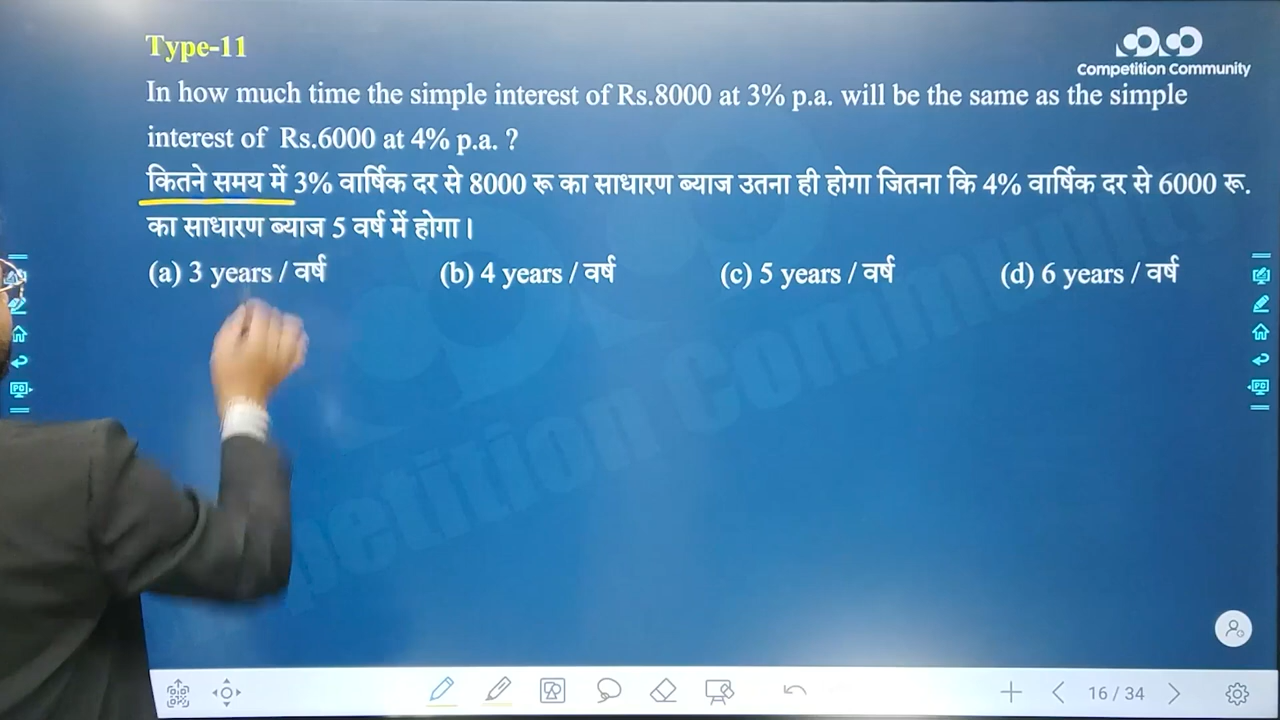 Type-11
Competition Community
In how much time the simple interest of Rs.8000 at 3% p.a. will be the same as the simple
interest of Rs.6000 at 4% p.a. ?
कितने समय में 3% वार्षिक दर से 8000 रू का साधारण ब्याज उतना ही होगा जितना कि 4% वार्षिक दर से 6000 रू.
का साधारण ब्याज 5 वर्ष में होगा।
(a) 3 years / वर्ष (b) 4 years / वर्ष (c) 5 years / वर्ष (d) 6 years / वर्ष
petition Community
16 / 34